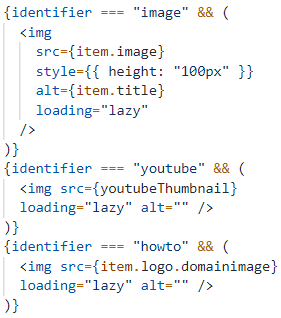 {identifier === "image" && (
  <img
    src={item.image}
    style={{ height: "100px" }}
    alt={item.title}
    loading="lazy"
  />
)}
{identifier === "youtube" && (
  <img src={youtubeThumbnail}
  loading="lazy" alt="" />
)}
{identifier === "howto" && (
  <img src={item.logo.domainimage}
  loading="lazy" alt="" />
)}